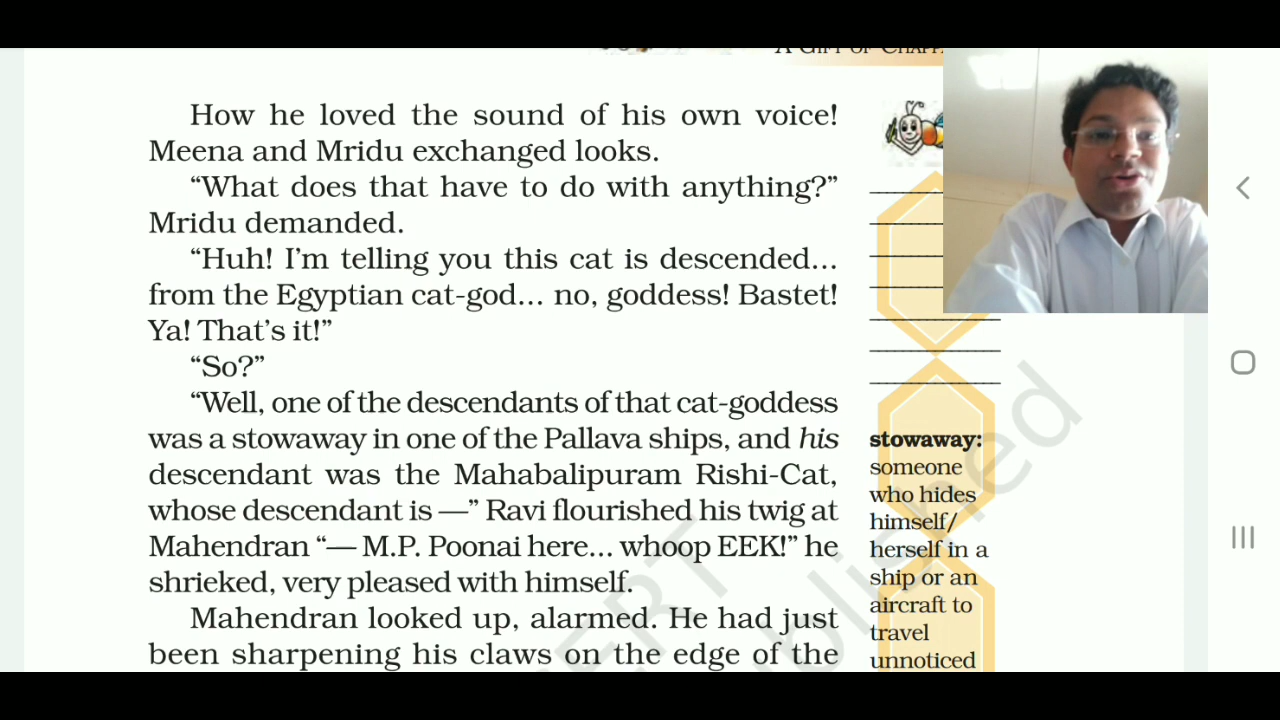 How he loved the sound of his own voice!
Meena and Mridu exchanged looks.
“What does that have to do with anything?”
Mridu demanded.
“Huh! I’m telling you this cat is descended...
from the Egyptian cat-god... no, goddess! Bastet!
Ya! That’s it!”
“So?”
“Well, one of the descendants of that cat-goddess
was a stowaway in one of the Pallava ships, and his
descendant was the Mahabalipuram Rishi-Cat,
whose descendant is —” Ravi flourished his twig at
Mahendran “— M.P. Poonai here... whoop EEK!” he
shrieked, very pleased with himself.
Mahendran looked up, alarmed. He had just
been sharpening his claws on the edge of the
stowaway:
someone
who hides
himself/
herself in a
ship or an
aircraft to
travel
unnoticed